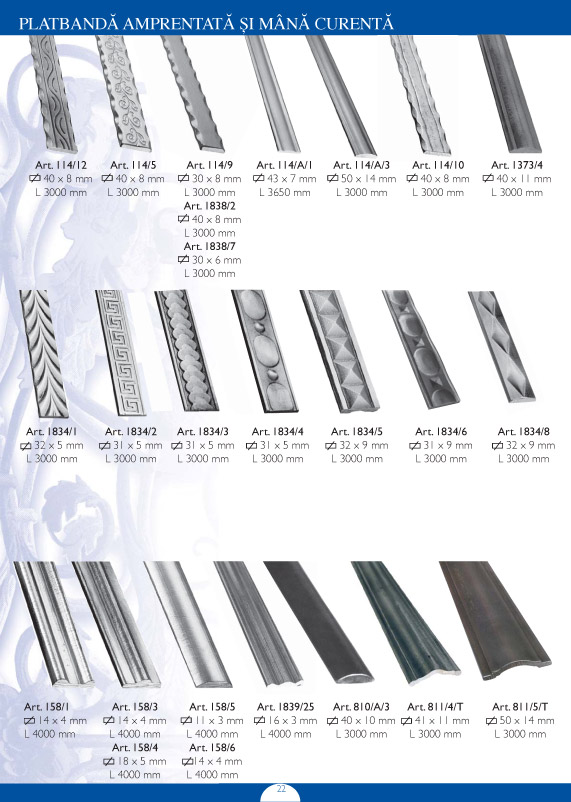 PLATBANDĂ AMPRENTATĂ ȘI MÂNĂ CURENTĂ
Art. 114/12
40 x 8 mm
L 3000 mm
Art. 114/5
40 x 8 mm
L 3000 mm
Art. 114/9
30 x 8 mm
L 3000 mm
Art. 1838/2
40 x 8 mm
L 3000 mm
Art. 1838/7
30 x 6 mm
L 3000 mm
Art. 114/A/1
43 x 7 mm
L 3650 mm
Art. 114/A/3
50 x 14 mm
L 3000 mm
Art. 114/10
40 x 8 mm
L 3000 mm
Art. 1373/4
40 x 11 mm
L 3000 mm
Art. 1834/1
32 x 5 mm
L 3000 mm
Art. 1834/2
31 x 5 mm
L 3000 mm
Art. 1834/3
31 x 5 mm
L 3000 mm
Art. 1834/4
31 x 5 mm
L 3000 mm
Art. 1834/5
32 x 9 mm
L 3000 mm
Art. 1834/6
31 x 9 mm
L 3000 mm
Art. 1834/8
32 x 9 mm
L 3000 mm
Art. 158/1
14 x 4 mm
L 4000 mm
Art. 158/3
14 x 4 mm
L 4000 mm
Art. 158/4
18 x 5 mm
L 4000 mm
Art. 158/5
11 x 3 mm
L 4000 mm
Art. 158/6
14 x 4 mm
L 4000 mm
Art. 1839/25
16 x 3 mm
L 4000 mm
Art. 810/A/3
40 x 10 mm
L 3000 mm
Art. 811/4/T
41 x 11 mm
L 3000 mm
Art. 811/5/T
50 x 14 mm
L 3000 mm
22